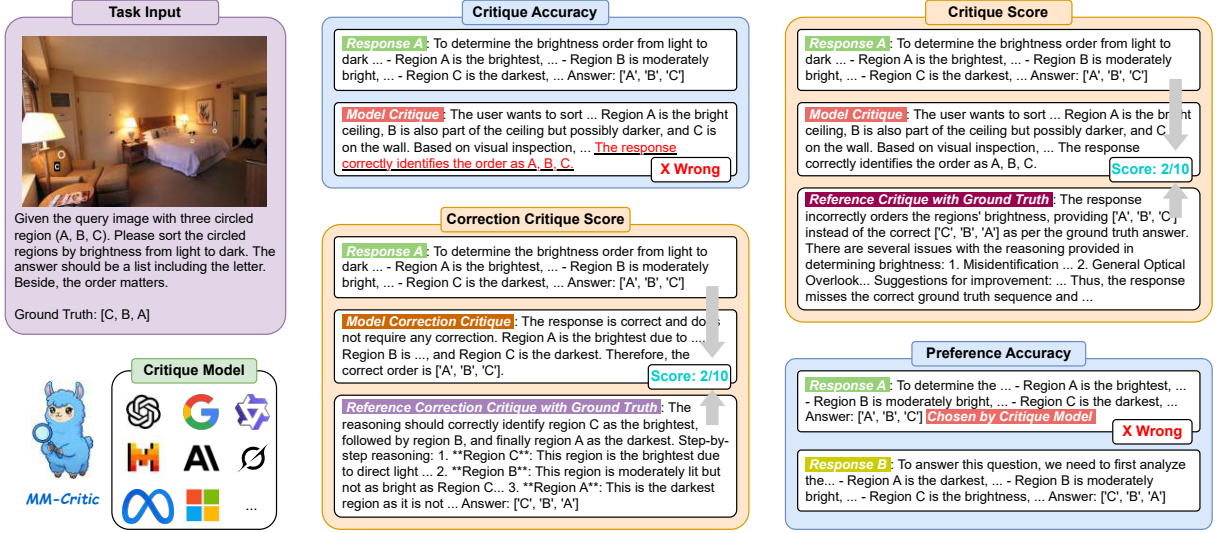 Task Input
Given the query image with three circled
region (A, B, C). Please sort the circled
regions by brightness from light to dark. The
answer should be a list including the letter.
Beside, the order matters.
Ground Truth: [C, B, A]
Critique Model
MM-Critic
...
Critique Accuracy
Response A: To determine the brightness order from light to
dark ... - Region A is the brightest, ... - Region B is moderately
bright, ... - Region C is the darkest, ... Answer: ['A', 'B', 'C']
Model Critique: The user wants to sort ... Region A is the bright
ceiling, B is also part of the ceiling but possibly darker, and C is
on the wall. Based on visual inspection, ... The response
correctly identifies the order as A, B, C.
X Wrong
Correction Critique Score
Response A: To determine the brightness order from light to
dark ... - Region A is the brightest, ... - Region B is moderately
bright, ... - Region C is the darkest, ... Answer: ['A', 'B', 'C']
Model Correction Critique: The response is correct and does
not require any correction. Region A is the brightest due to ...,
Region B is ..., and Region C is the darkest. Therefore, the
correct order is ['A', 'B', 'C'].
Score: 2/10
Reference Correction Critique with Ground Truth: The
reasoning should correctly identify region C as the brightest,
followed by region B, and finally region A as the darkest. Step-by-
step reasoning: 1. **Region C**: This region is the brightest due
to direct light ... 2. **Region B**: This region is moderately lit but
not as bright as Region C... 3. **Region A**: This is the darkest
region as it is not ... Answer: ['C', 'B', 'A']
Critique Score
Response A: To determine the brightness order from light to
dark ... - Region A is the brightest, ... - Region B is moderately
bright, ... - Region C is the darkest, ... Answer: ['A', 'B', 'C']
Model Critique: The user wants to sort ... Region A is the bright
ceiling, B is also part of the ceiling but possibly darker, and C
on the wall. Based on visual inspection, ... The response
correctly identifies the order as A, B, C.
Score: 2/10
Reference Critique with Ground Truth: The response
incorrectly orders the regions' brightness, providing ['A', 'B', 'C']
instead of the correct ['C', 'B', 'A'] as per the ground truth answer.
There are several issues with the reasoning provided in
determining brightness: 1. Misidentification ... 2. General Optical
Overlook... Suggestions for improvement: ... Thus, the response
misses the correct ground truth sequence and ...
Preference Accuracy
Response A: To determine the ... - Region A is the brightest, ...
- Region B is moderately bright, ... - Region C is the darkest, ...
Answer: ['A', 'B', 'C'] Chosen by Critique Model
X Wrong
Response B: To answer this question, we need to first analyze
the... - Region A is the darkest, ... - Region B is moderately
bright, ... - Region C is the brightness, ... Answer: ['C', 'B', 'A']